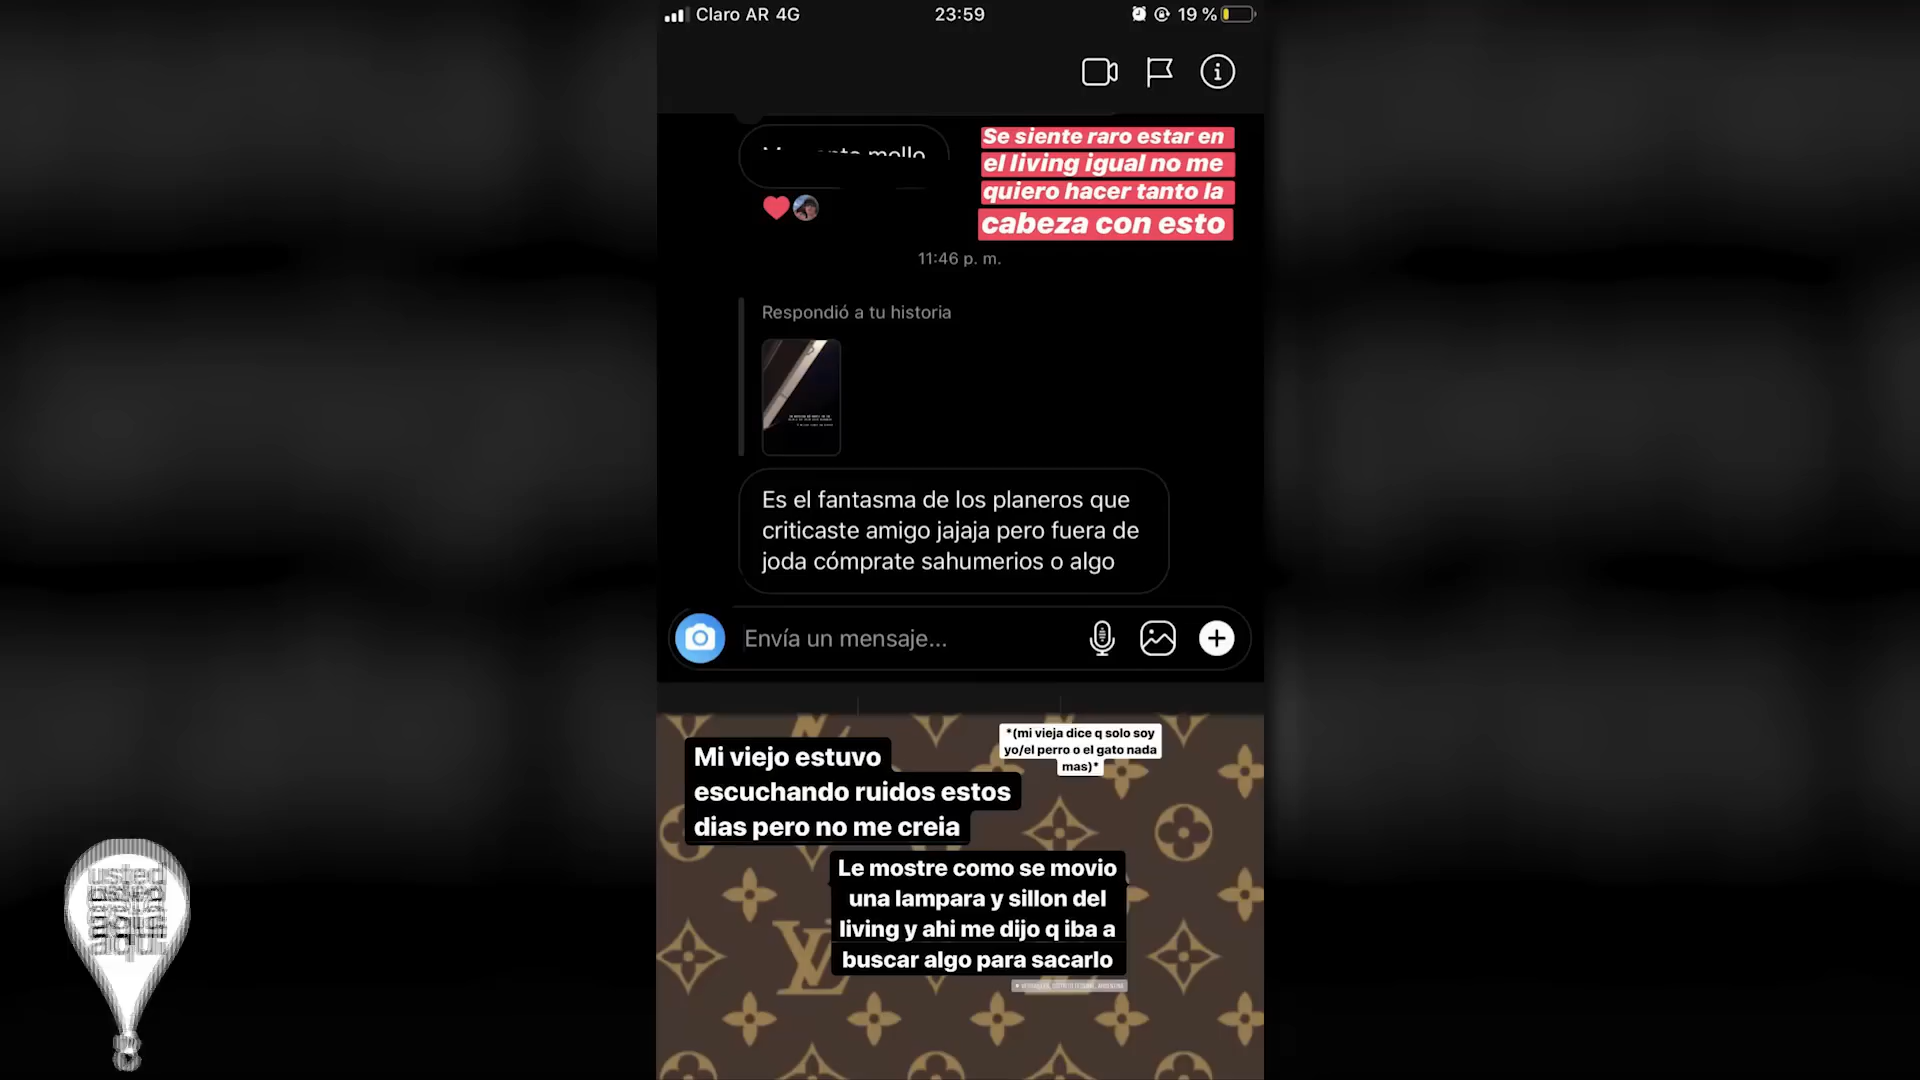 Claro AR 4G
23:59
19 %
mollo
Se siente raro estar en
el living igual no me
quiero hacer tanto la
cabeza con esto
11:46 p. m.
Respondió a tu historia
Es el fantasma de los planeros que
criticaste amigo jajaja pero fuera de
joda cómprate sahumerios o algo
Envía un mensaje...
*(mi vieja dice q solo soy
yo/el perro o el gato nada
mas)*
Mi viejo estuvo
escuchando ruidos estos
dias pero no me creia
Le mostre como se movio
una lampara y sillon del
living y ahi me dijo q iba a
buscar algo para sacarlo
LV
usted